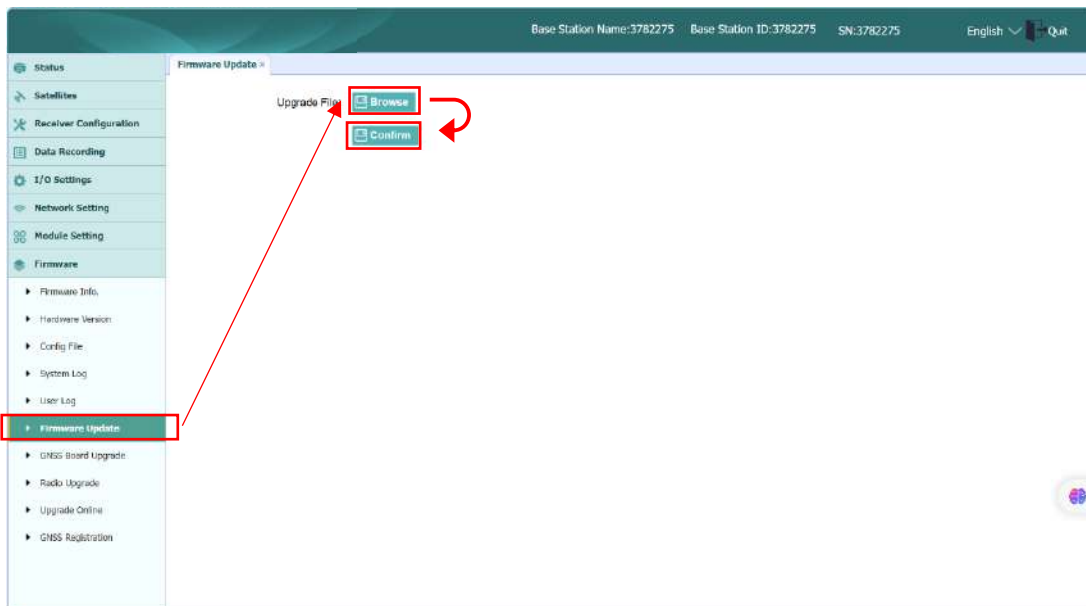 Base Station Name:3782275 Base Station ID:3782275 SN:3782275 English Quit
Status
Satellites
Receiver Configuration
Data Recording
I/O Settings
Network Setting
Module Setting
Firmware
Firmware Info.
Hardware Version
Config File
System Log
User Log
Firmware Update
GNSS Board Upgrade
Radio Upgrade
Upgrade Online
GNSS Registration
Firmware Update ×
Upgrade File: Browse
Confirm